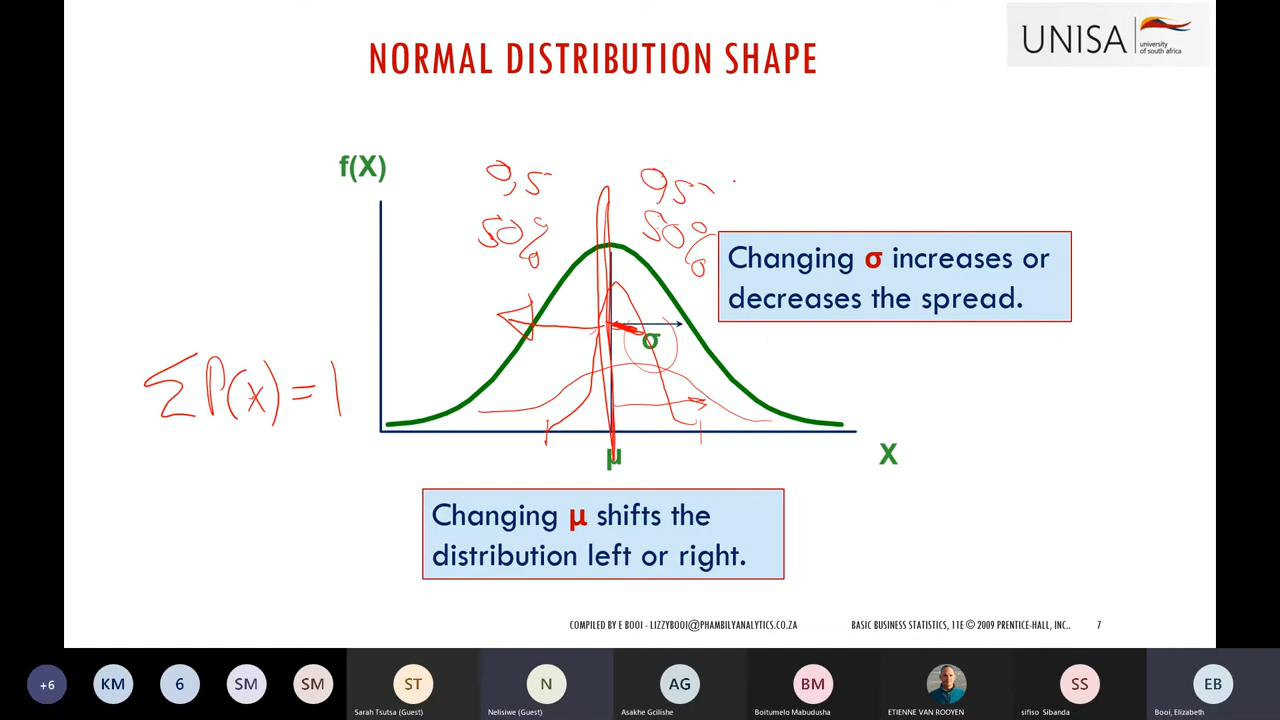 NORMAL DISTRIBUTION SHAPE
UNISA
university
of south africa
f(X)
0,5
0,5
50%
50%
Changing σ increases or
decreases the spread.
σ
ΣP(x)=1
μ
X
Changing μ shifts the
distribution left or right.
COMPILED BY E BOOI - LIZZYBOOI@PHAMBILYANALYTICS.CO.ZA
BASIC BUSINESS STATISTICS, 11E © 2009 PRENTICE-HALL, INC..
7
+6
KM
6
SM
SM
ST
N
AG
BM
SS
EB
Sarah Tsutsa (Guest)
Nelisiwe (Guest)
Asakhe Gcilishe
Boitumelo Mabudusha
ETIENNE VAN ROOYEN
sifiso Sibanda
Booi, Elizabeth